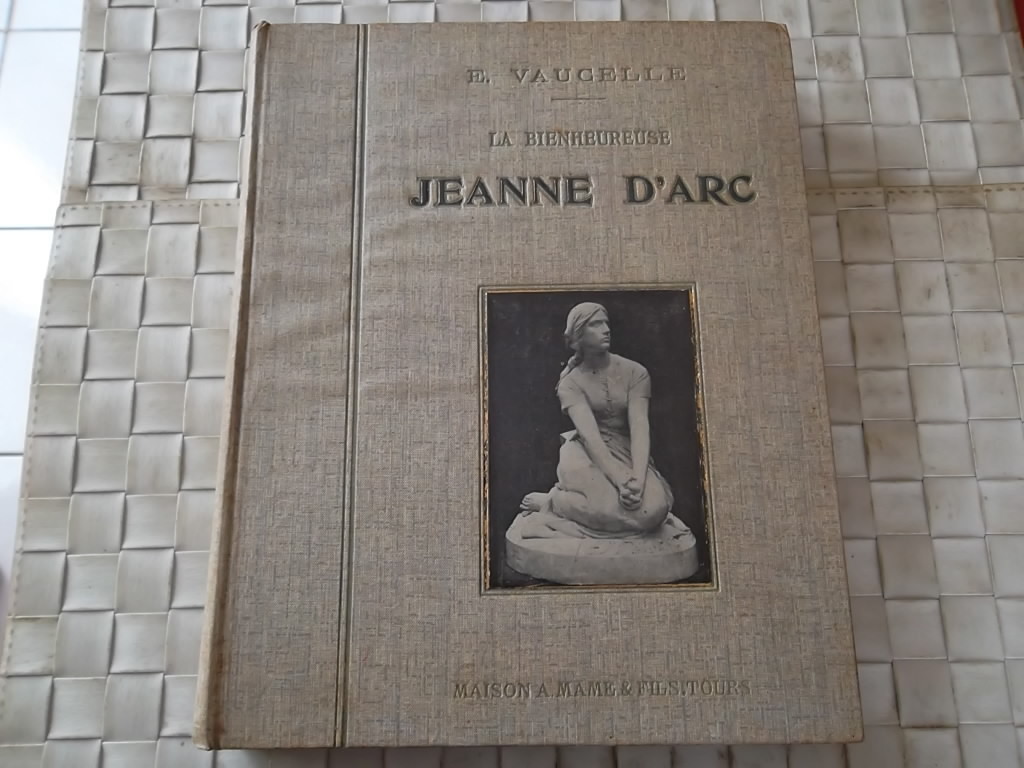 E. VAUCELLE
LA BIENHEUREUSE
JEANNE D'ARC
MAISON A. MAME & FILS. TOURS